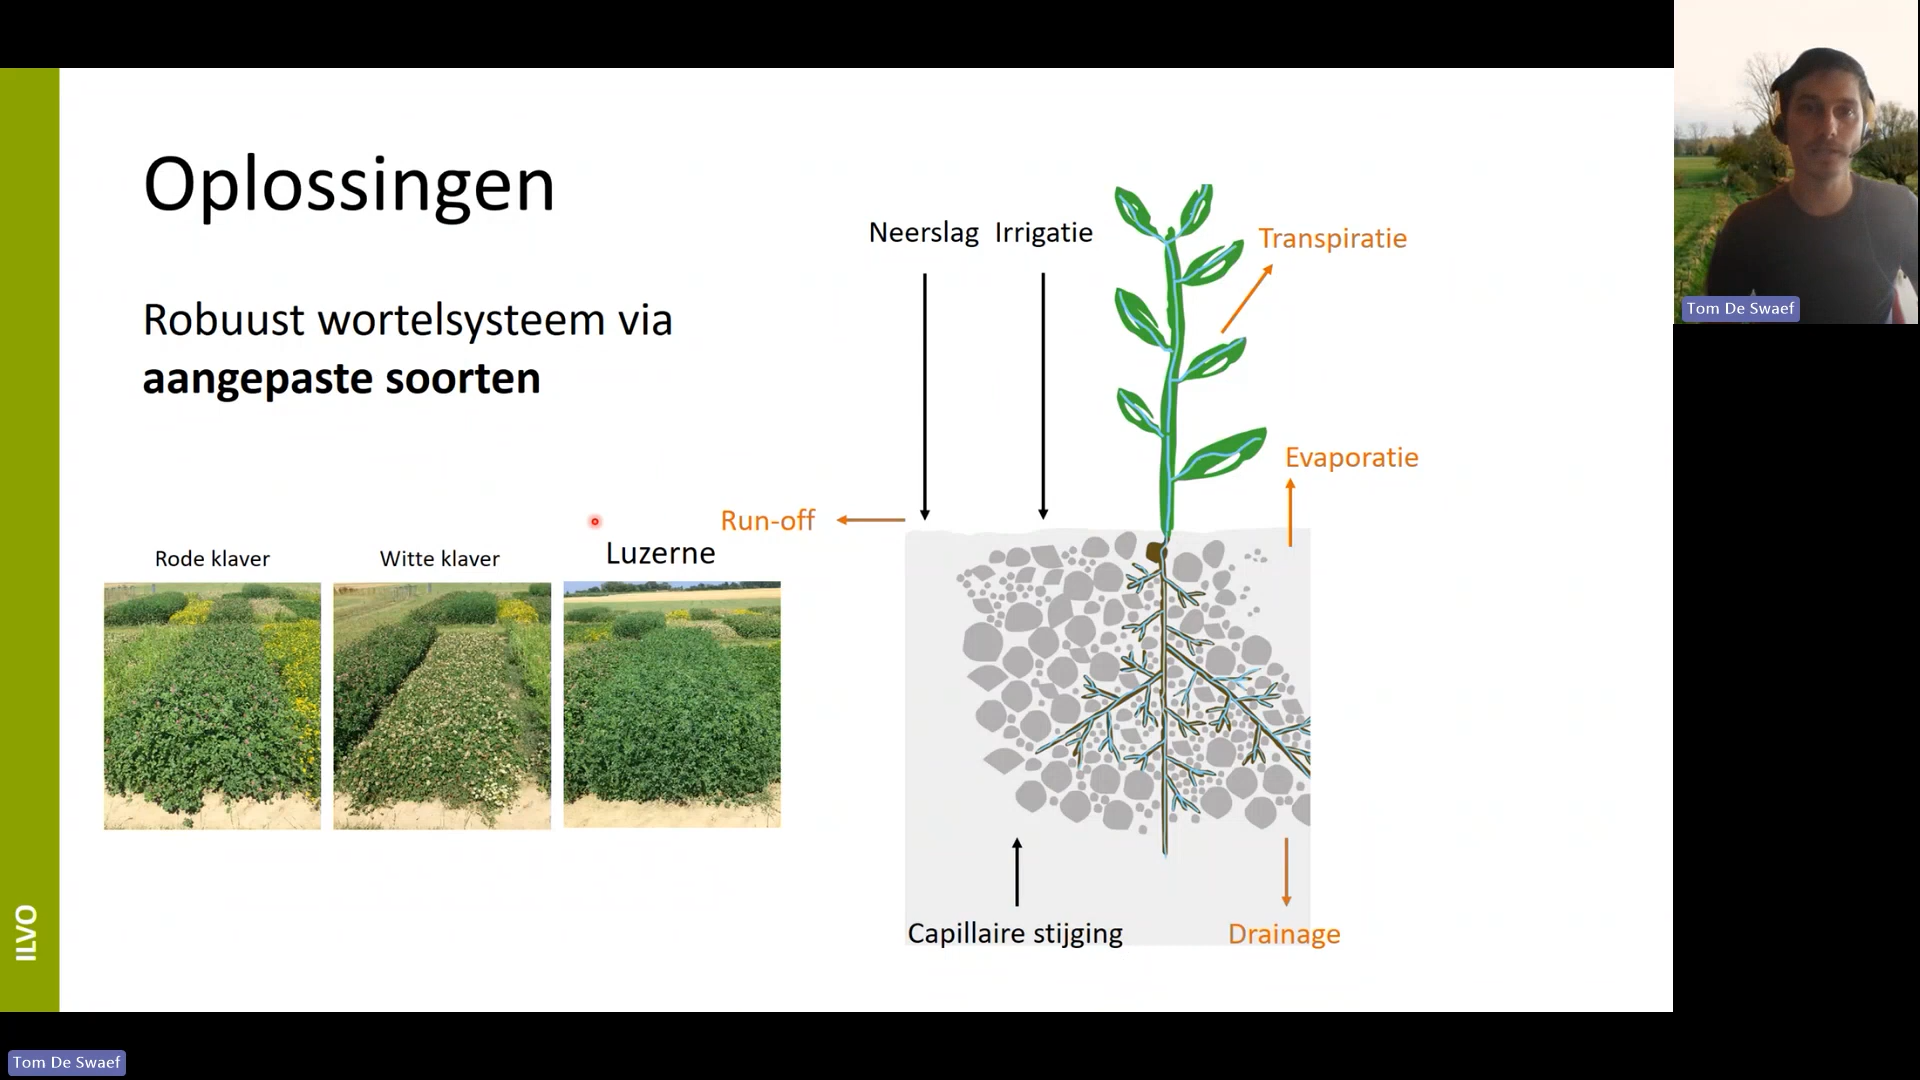 Oplossingen
Robuust wortelsysteem via
aangepaste soorten
Rode klaver
Witte klaver
Luzerne
Neerslag
Irrigatie
Transpiratie
Evaporatie
Run-off
Capillaire stijging
Drainage
ILVO
Tom De Swaef
Tom De Swaef